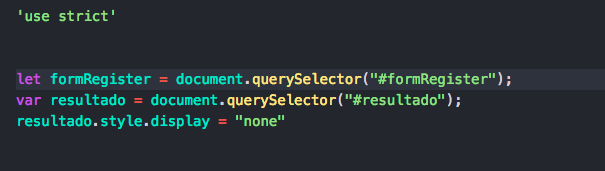 'use strict'
let formRegister = document.querySelector("#formRegister");
var resultado = document.querySelector("#resultado");
resultado.style.display = "none"